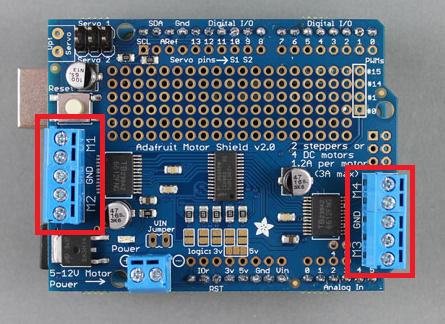 Servo 1
SDA Gnd Digital I/O
Digital I/O
SCL ARef 13 12 11 10 9 8
7 6 5 4 3 2 1 0
Servo 2
Servo pins→S1 S2
PWMs
#15
#14
#1
#0
Reset
M1
GND
M2
Adafruit Motor Shield v2.0
2 steppers or
4 DC motors
1.2A per motor
(3A max)
M4
GND
M3
47
16V
VIN
Jumper
Power
logic: 3v 5v
5-12V Motor
Power →
IOr 3v 5v Gnd Vin 0 1 2 3 4 5
RST
Analog In